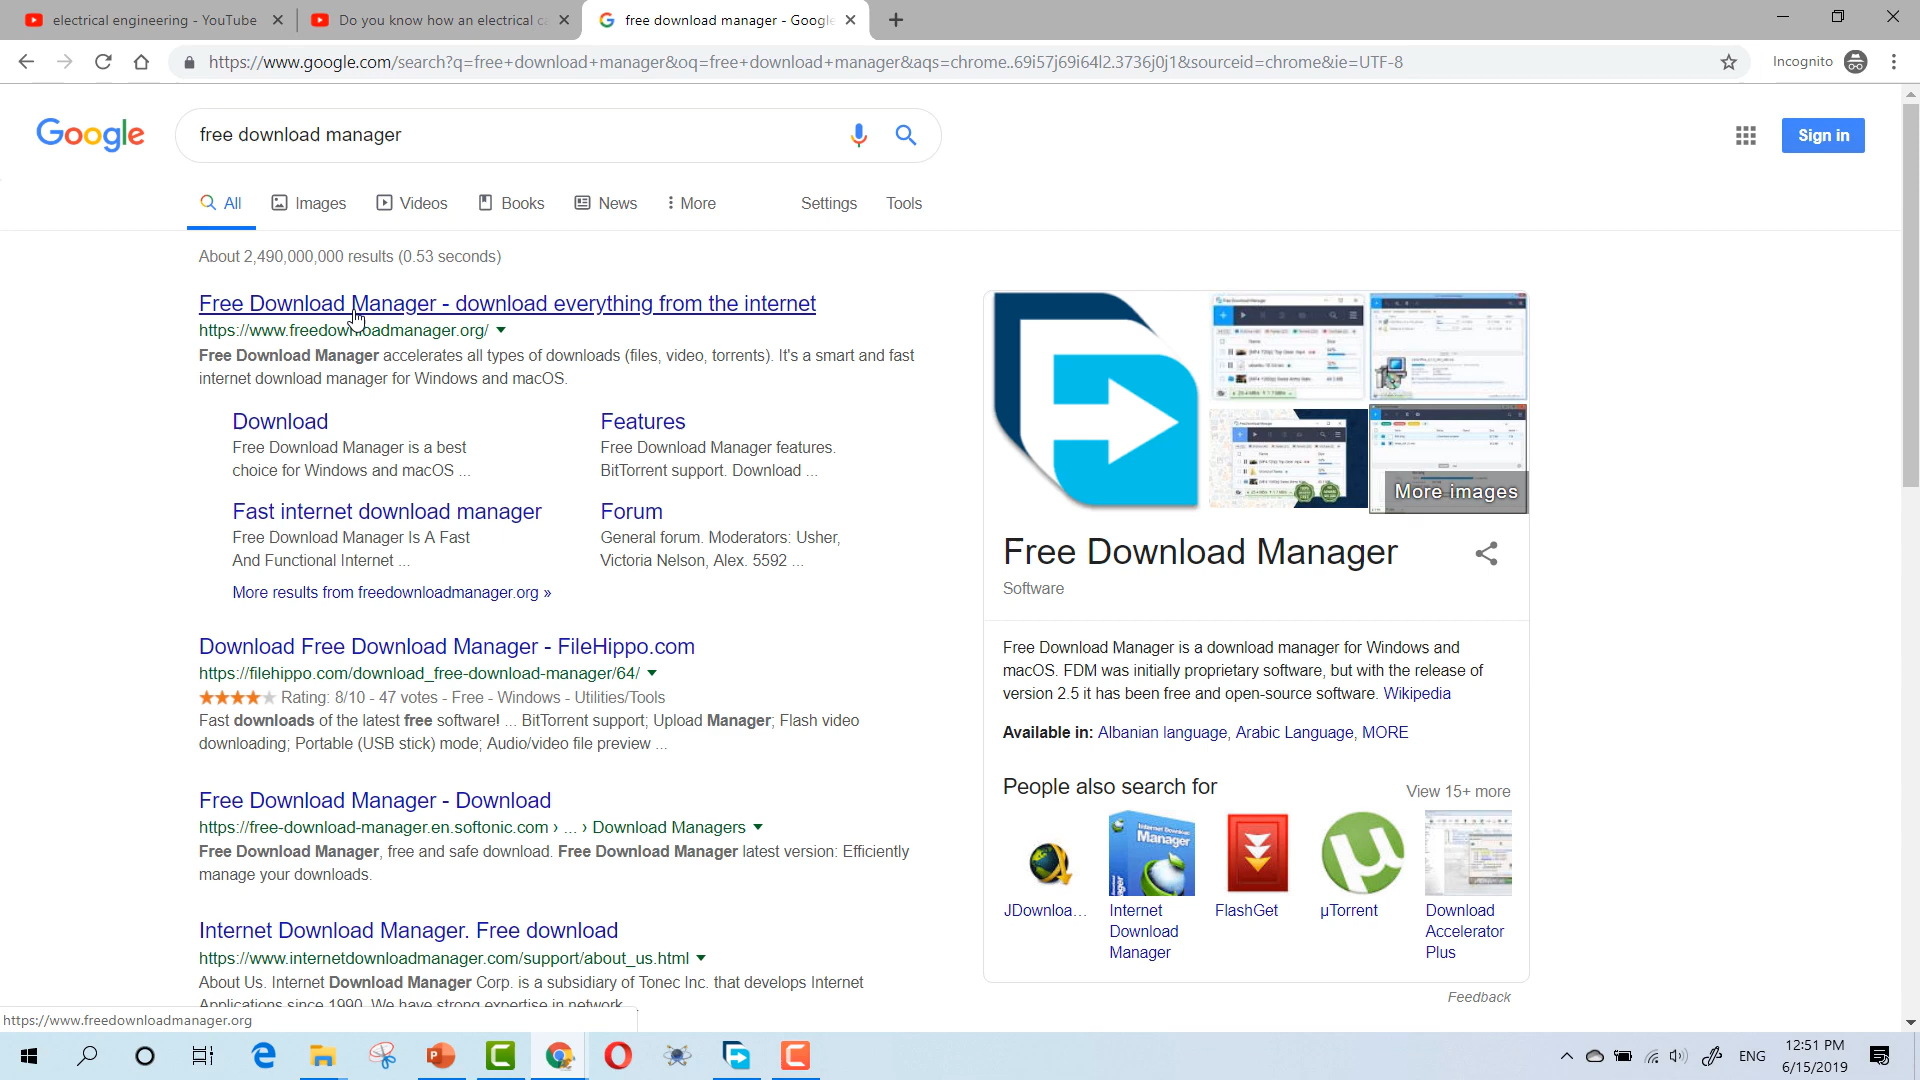 electrical engineering - YouTube
Do you know how an electrical ca
free download manager - Google
https://www.google.com/search?q=free+download+manager&oq=free+download+manager&aqs=chrome..69i57j69i64l2.3736j0j1&sourceid=chrome&ie=UTF-8
Incognito
Google
free download manager
Sign in
All
Images
Videos
Books
News
More
Settings
Tools
About 2,490,000,000 results (0.53 seconds)
Free Download Manager - download everything from the internet
https://www.freedownloadmanager.org/
Free Download Manager accelerates all types of downloads (files, video, torrents). It's a smart and fast
internet download manager for Windows and macOS.
Download
Free Download Manager is a best
choice for Windows and macOS ...
Features
Free Download Manager features.
BitTorrent support. Download ...
Fast internet download manager
Free Download Manager Is A Fast
And Functional Internet ...
Forum
General forum. Moderators: Usher,
Victoria Nelson, Alex. 5592 ...
More results from freedownloadmanager.org »
Download Free Download Manager - FileHippo.com
https://filehippo.com/download_free-download-manager/64/
Rating: 8/10 - 47 votes - Free - Windows - Utilities/Tools
Fast downloads of the latest free software! ... BitTorrent support; Upload Manager; Flash video
downloading; Portable (USB stick) mode; Audio/video file preview ...
Free Download Manager - Download
https://free-download-manager.en.softonic.com › ... › Download Managers
Free Download Manager, free and safe download. Free Download Manager latest version: Efficiently
manage your downloads.
Internet Download Manager. Free download
https://www.internetdownloadmanager.com/support/about_us.html
About Us. Internet Download Manager Corp. is a subsidiary of Tonec Inc. that develops Internet
Applications since 1990. We have strong expertise in network
More images
Free Download Manager
Software
Free Download Manager is a download manager for Windows and
macOS. FDM was initially proprietary software, but with the release of
version 2.5 it has been free and open-source software. Wikipedia
Available in: Albanian language, Arabic Language, MORE
People also search for
View 15+ more
JDownloa...
Internet
Download
Manager
FlashGet
µTorrent
Download
Accelerator
Plus
Feedback
https://www.freedownloadmanager.org
ENG
12:51 PM
6/15/2019